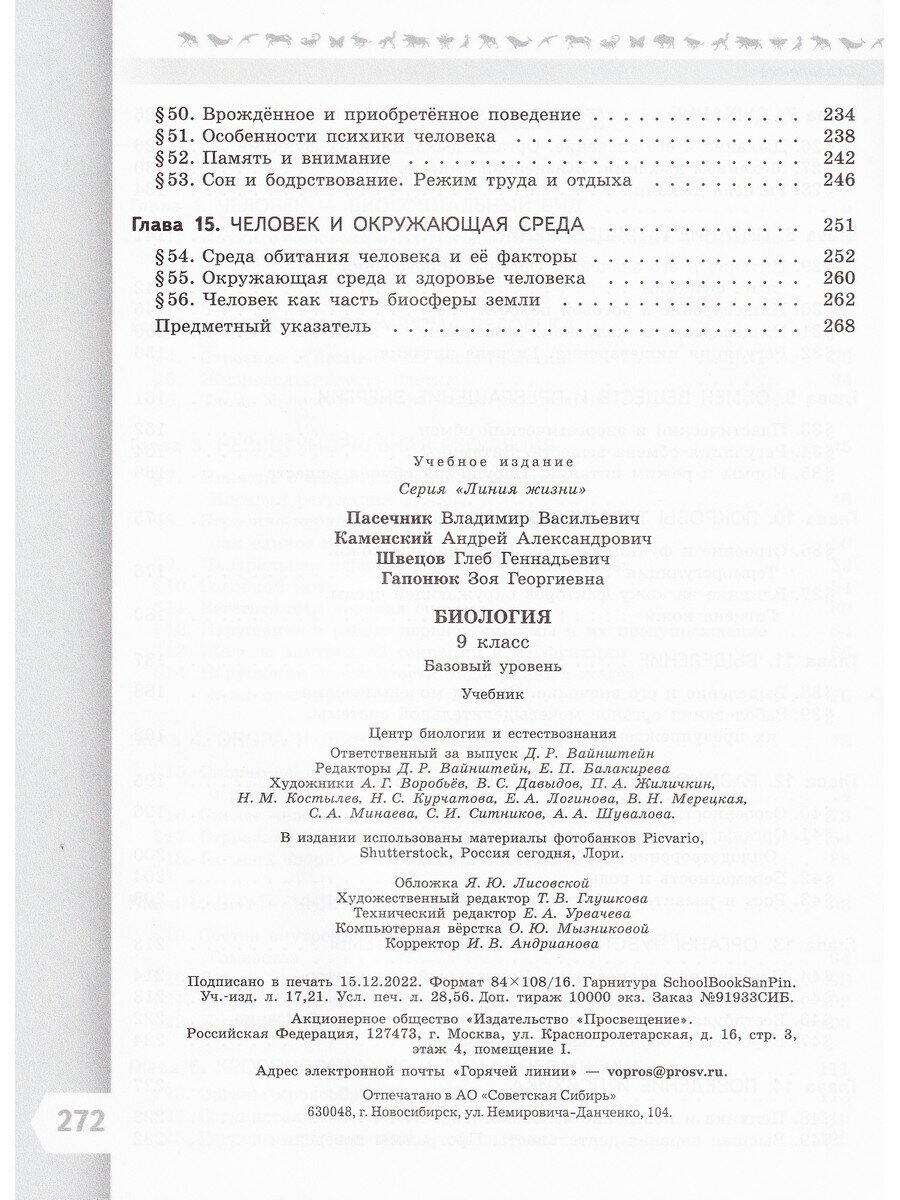 § 50. Врождённое и приобретённое поведение . . . . . . . . . . . . . . . . 234
§ 51. Особенности психики человека . . . . . . . . . . . . . . . . . . . . . 238
§ 52. Память и внимание . . . . . . . . . . . . . . . . . . . . . . . . . . . . 242
§ 53. Сон и бодрствование. Режим труда и отдыха . . . . . . . . . . . 246
Глава 15. ЧЕЛОВЕК И ОКРУЖАЮЩАЯ СРЕДА . . . . . . . . . . . . . . . 251
§ 54. Среда обитания человека и её факторы . . . . . . . . . . . . . . . 252
§ 55. Окружающая среда и здоровье человека . . . . . . . . . . . . . . 260
§ 56. Человек как часть биосферы земли . . . . . . . . . . . . . . . . . 262
Предметный указатель . . . . . . . . . . . . . . . . . . . . . . . . . . . . 268
Учебное издание
Серия «Линия жизни»
Пасечник Владимир Васильевич
Каменский Андрей Александрович
Швецов Глеб Геннадьевич
Гапонюк Зоя Георгиевна
БИОЛОГИЯ
9 класс
Базовый уровень
Учебник
Центр биологии и естествознания
Ответственный за выпуск Д. Р. Вайнштейн
Редакторы Д. Р. Вайнштейн, Е. П. Балакирева
Художники А. Г. Воробьёв, В. С. Давыдов, П. А. Жиличкин,
Н. М. Костылев, Н. С. Курчатова, Е. А. Логинова, В. Н. Мерецкая,
С. А. Минаева, С. И. Ситников, А. А. Шувалова.
В издании использованы материалы фотобанков Picvario,
Shutterstock, Россия сегодня, Лори.
Обложка Я. Ю. Лисовской
Художественный редактор Т. В. Глушкова
Технический редактор Е. А. Урвачева
Компьютерная вёрстка О. Ю. Мызниковой
Корректор И. В. Андрианова
Подписано в печать 15.12.2022. Формат 84×108/16. Гарнитура SchoolBookSanPin.
Уч.-изд. л. 17,21. Усл. печ. л. 28,56. Доп. тираж 10000 экз. Заказ №91933СИБ.
Акционерное общество «Издательство «Просвещение».
Российская Федерация, 127473, г. Москва, ул. Краснопролетарская, д. 16, стр. 3,
этаж 4, помещение I.
Адрес электронной почты «Горячей линии» — vopros@prosv.ru.
Отпечатано в АО «Советская Сибирь»
630048, г. Новосибирск, ул. Немировича-Данченко, 104.
272